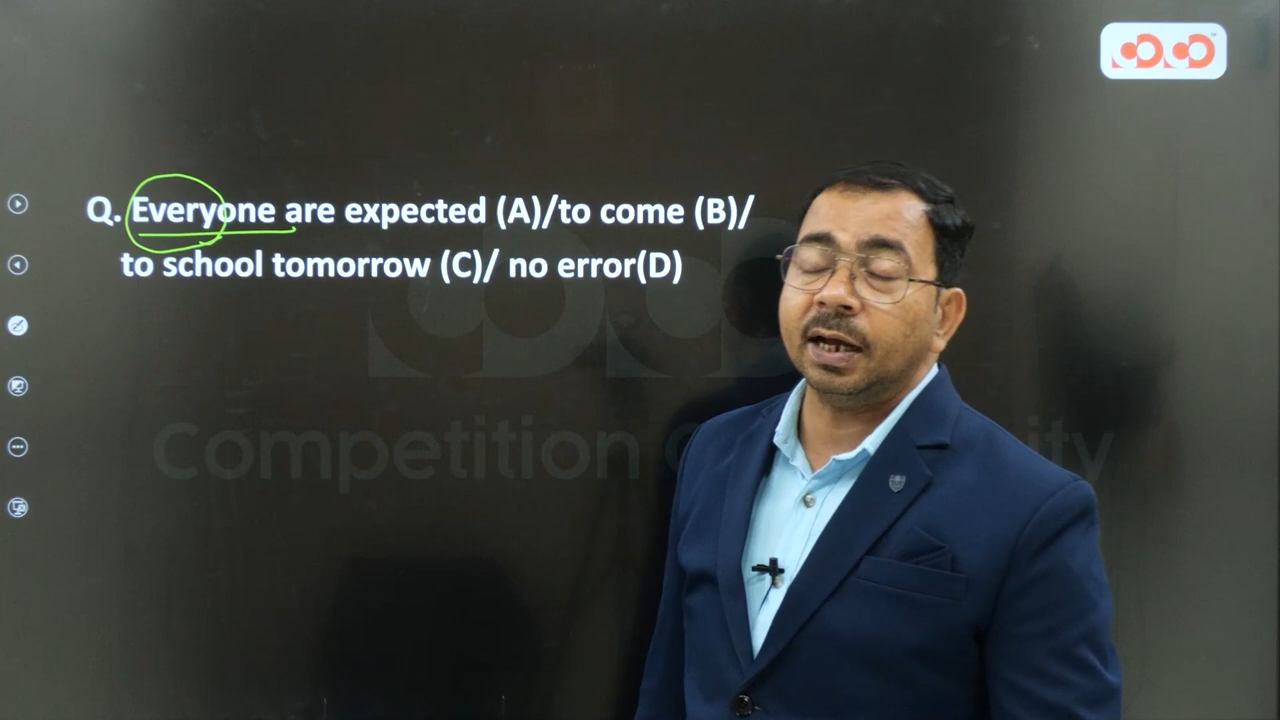 Q. Everyone are expected (A)/to come (B)/
to school tomorrow (C)/ no error(D)
Competition